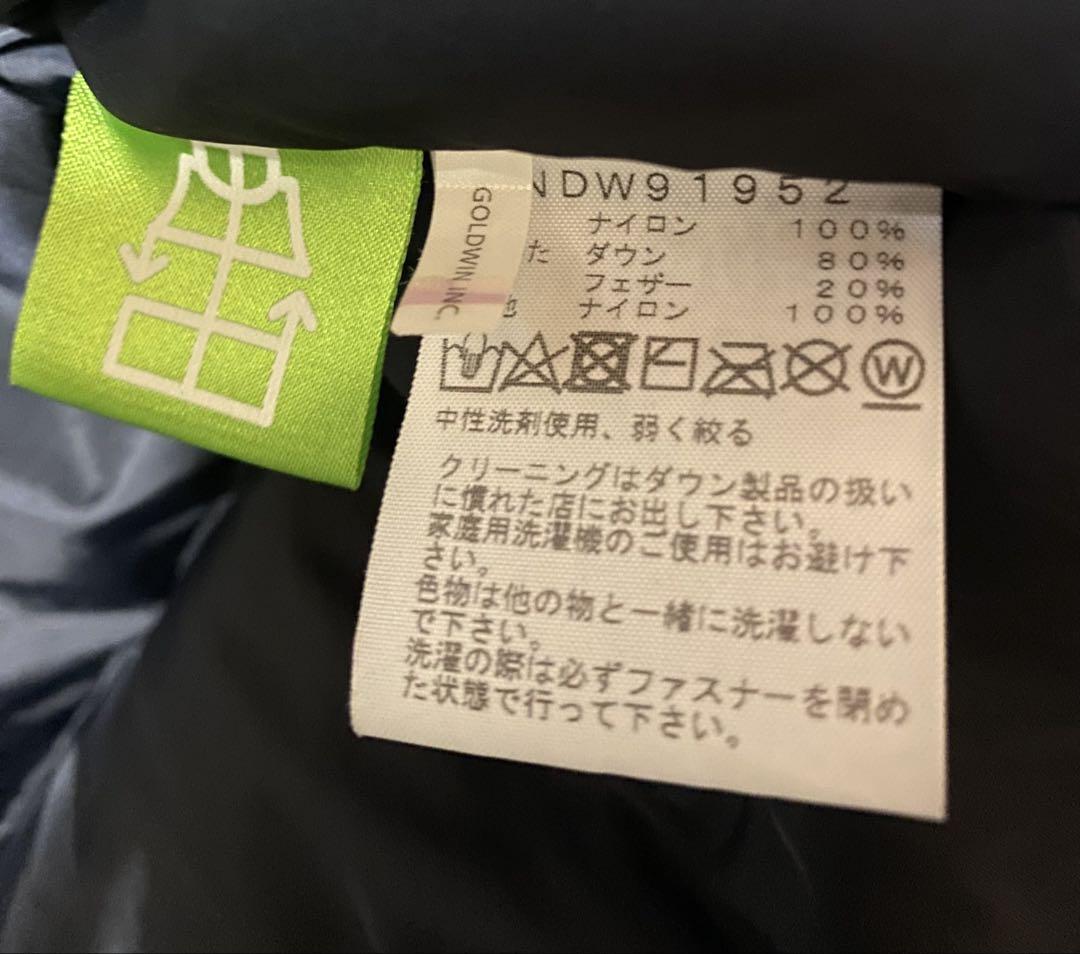 NDW91952
ナイロン 100%
た ダウン 80%
フェザー 20%
地 ナイロン 100%
GOLDWIN INC.
W
中性洗剤使用、弱く絞る
クリーニングはダウン製品の扱い
に慣れた店にお出し下さい。
家庭用洗濯機のご使用はお避け下
さい。
色物は他の物と一緒に洗濯しない
で下さい。
洗濯の際は必ずファスナーを閉め
た状態で行って下さい。